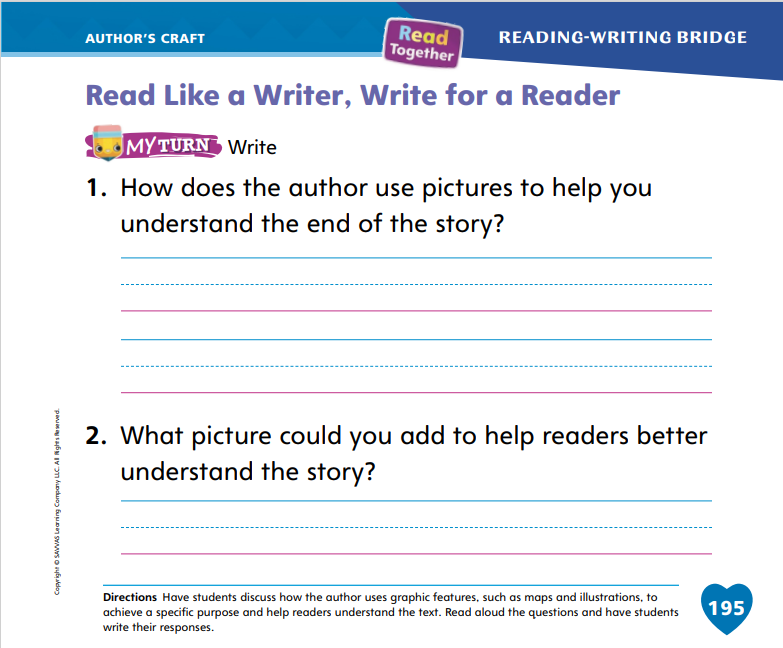 AUTHOR'S CRAFT
Read
Together
READING-WRITING BRIDGE
Read Like a Writer, Write for a Reader
MY TURN Write
1. How does the author use pictures to help you
understand the end of the story?
2. What picture could you add to help readers better
understand the story?
Copyright © SAVVAS Learning Company LLC. All Rights Reserved.
Directions Have students discuss how the author uses graphic features, such as maps and illustrations, to
achieve a specific purpose and help readers understand the text. Read aloud the questions and have students
write their responses.
195